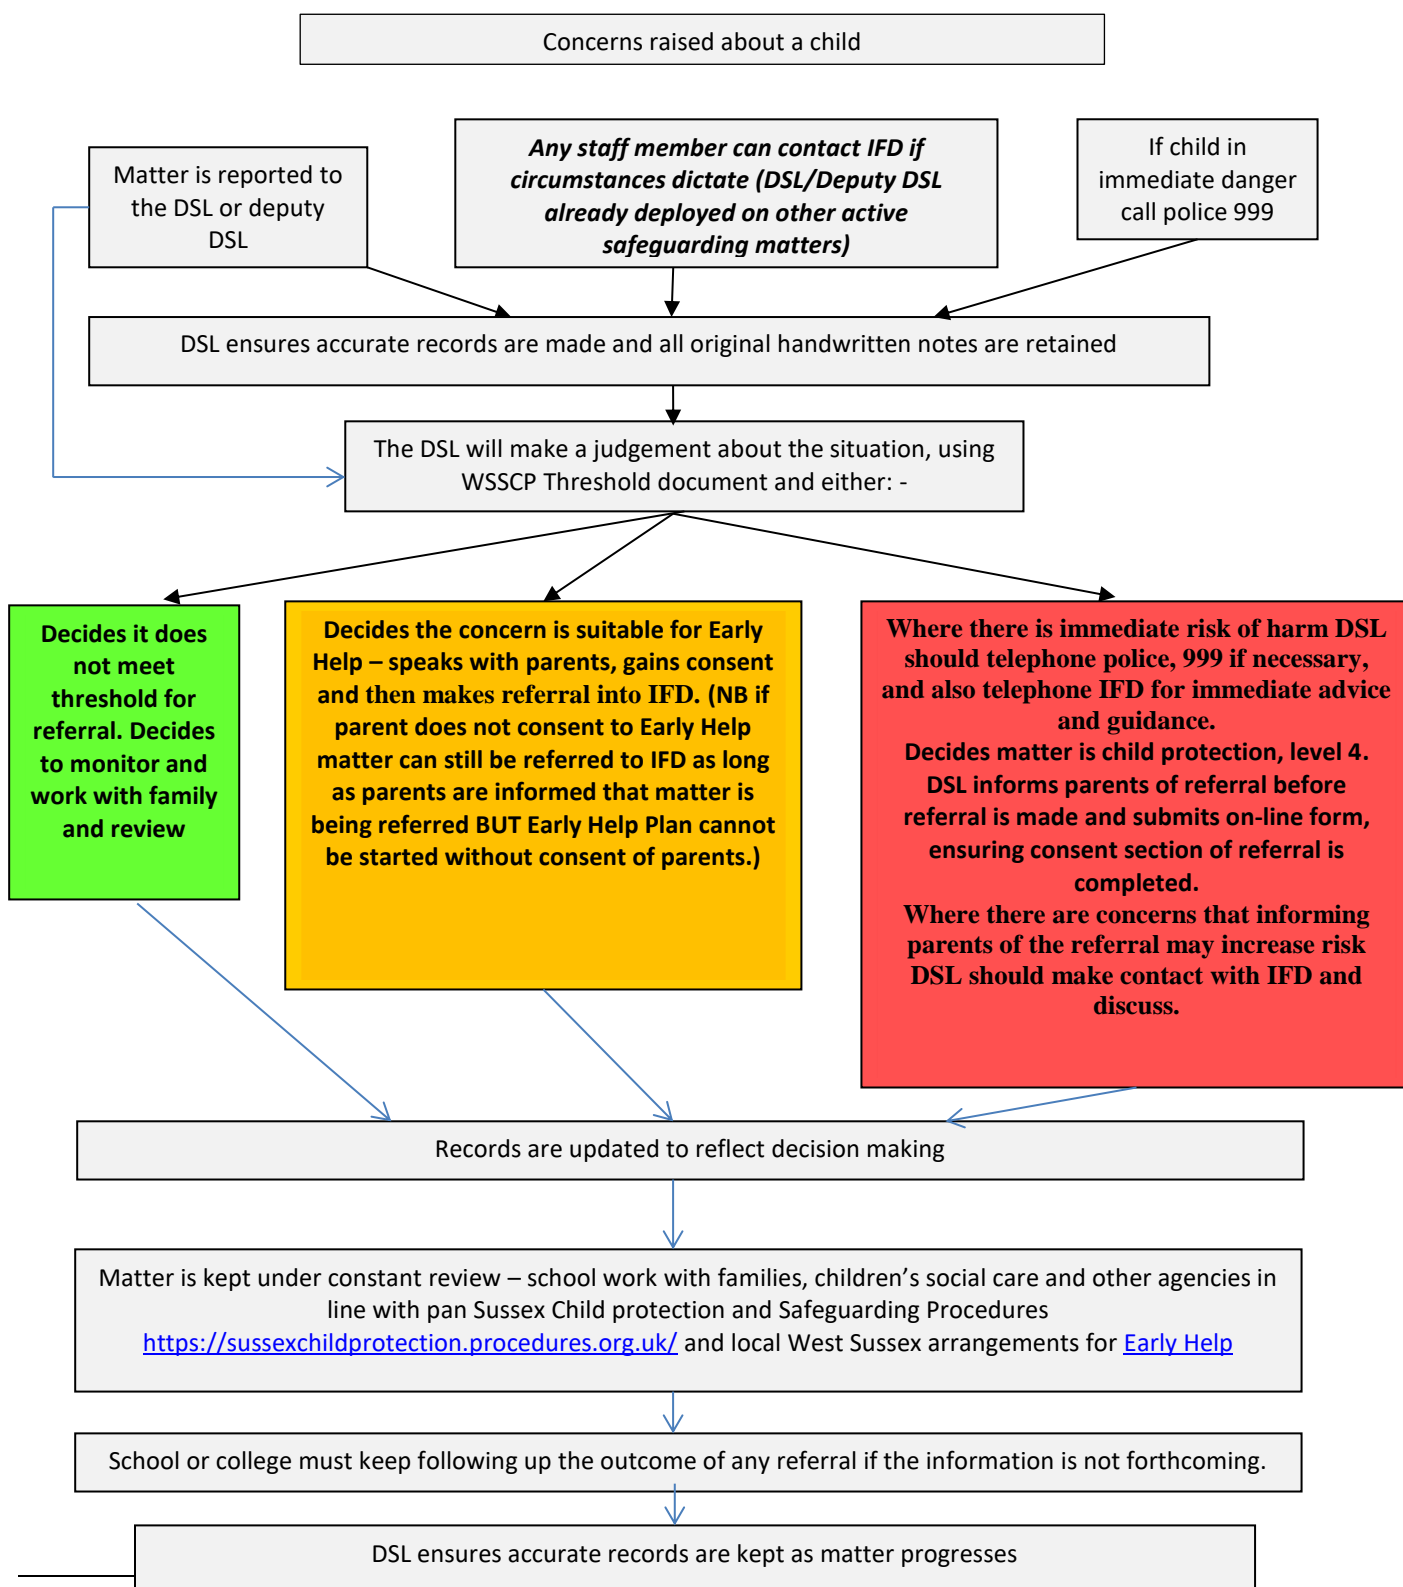 Concerns raised about a child
Matter is reported to
the DSL or deputy
DSL
Any staff member can contact IFD if
circumstances dictate (DSL/Deputy DSL
already deployed on other active
safeguarding matters)
If child in
immediate danger
call police 999
DSL ensures accurate records are made and all original handwritten notes are retained
The DSL will make a judgement about the situation, using
WSSCP Threshold document and either: -
Decides it does
not meet
threshold for
referral. Decides
to monitor and
work with family
and review
Decides the concern is suitable for Early
Help – speaks with parents, gains consent
and then makes referral into IFD. (NB if
parent does not consent to Early Help
matter can still be referred to IFD as long
as parents are informed that matter is
being referred BUT Early Help Plan cannot
be started without consent of parents.)
Where there is immediate risk of harm DSL
should telephone police, 999 if necessary,
and also telephone IFD for immediate advice
and guidance.
Decides matter is child protection, level 4.
DSL informs parents of referral before
referral is made and submits on-line form,
ensuring consent section of referral is
completed.
Where there are concerns that informing
parents of the referral may increase risk
DSL should make contact with IFD and
discuss.
Records are updated to reflect decision making
Matter is kept under constant review – school work with families, children’s social care and other agencies in
line with pan Sussex Child protection and Safeguarding Procedures
https://sussexchildprotection.procedures.org.uk/ and local West Sussex arrangements for Early Help
School or college must keep following up the outcome of any referral if the information is not forthcoming.
DSL ensures accurate records are kept as matter progresses